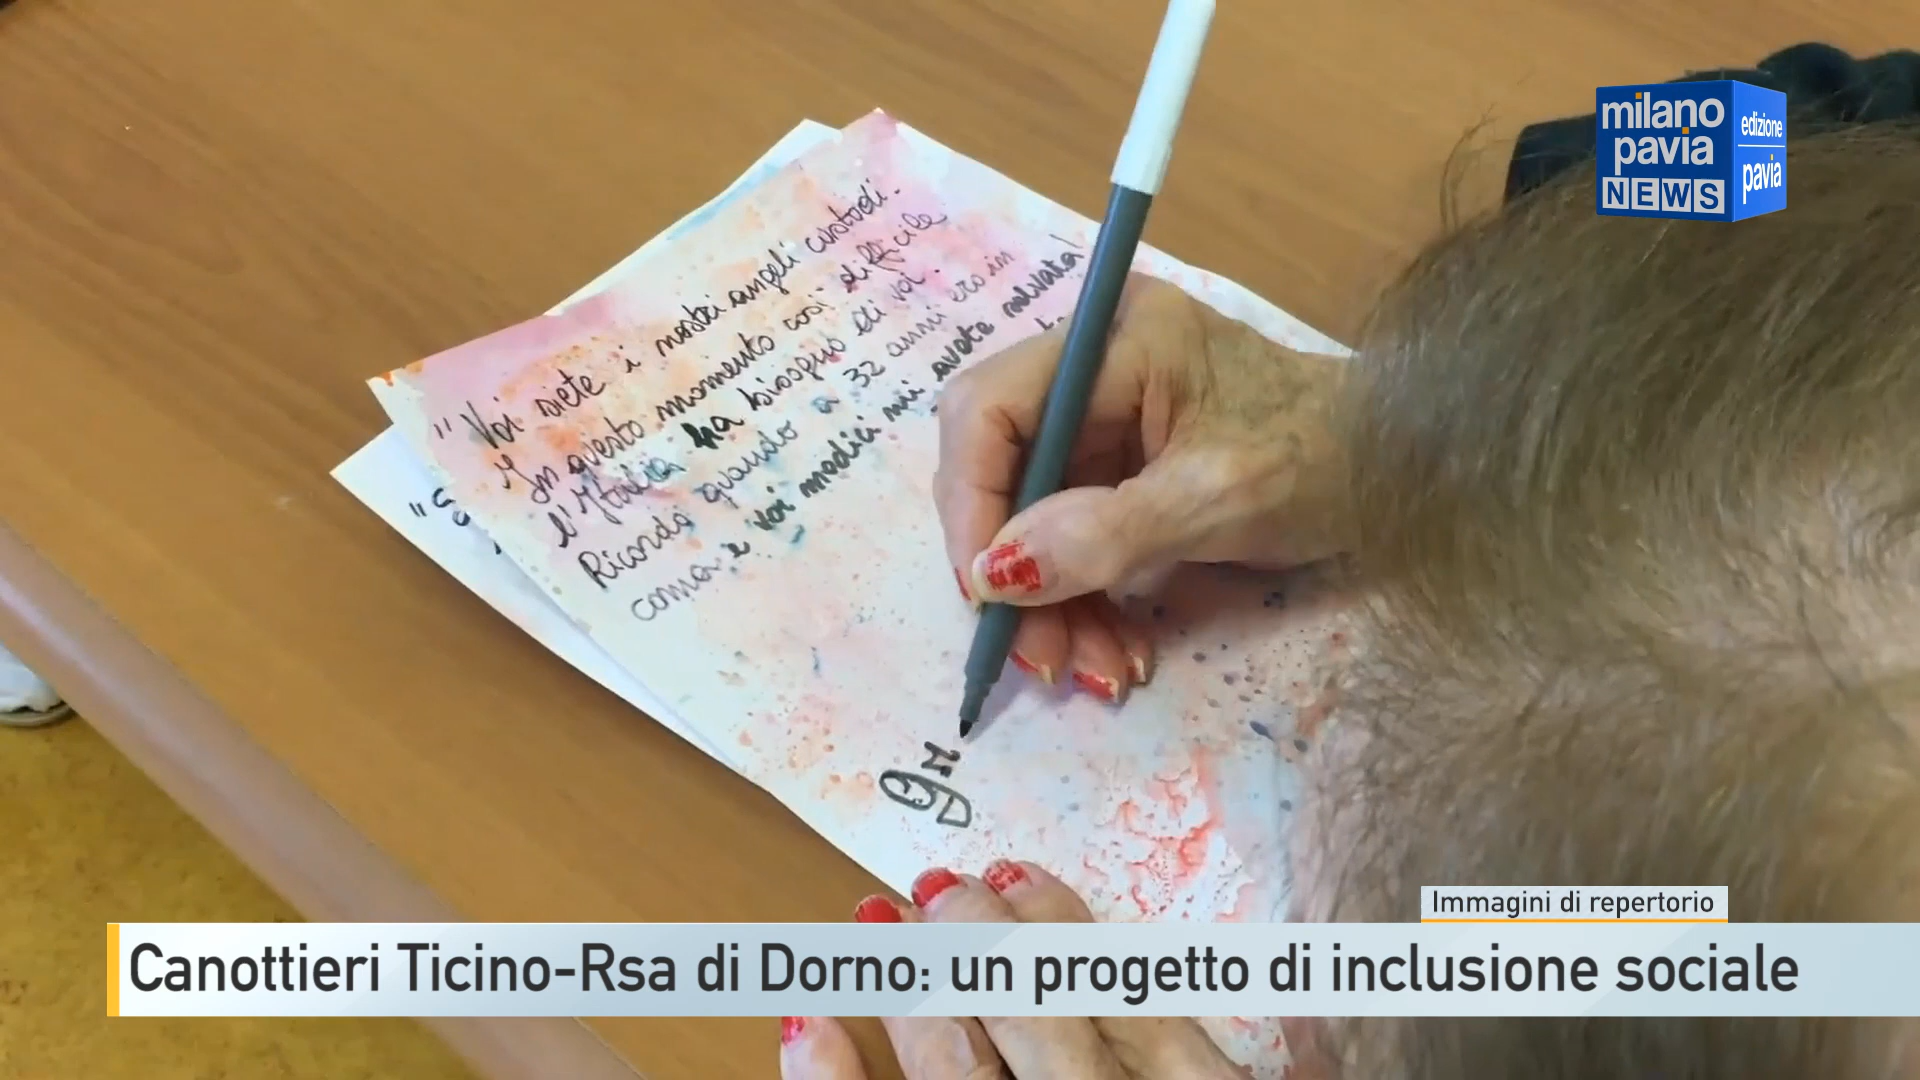 milano
pavia
NEWS
edizione
pavia
"Voi siete i nostri angeli custodi.
In questo momento così difficile
l'Italia ha bisogno di voi.
Ricordo quando a 32 anni ero in
coma e voi medici mi avete salvata!
"S
gr
Immagini di repertorio
Canottieri Ticino-Rsa di Dorno: un progetto di inclusione sociale